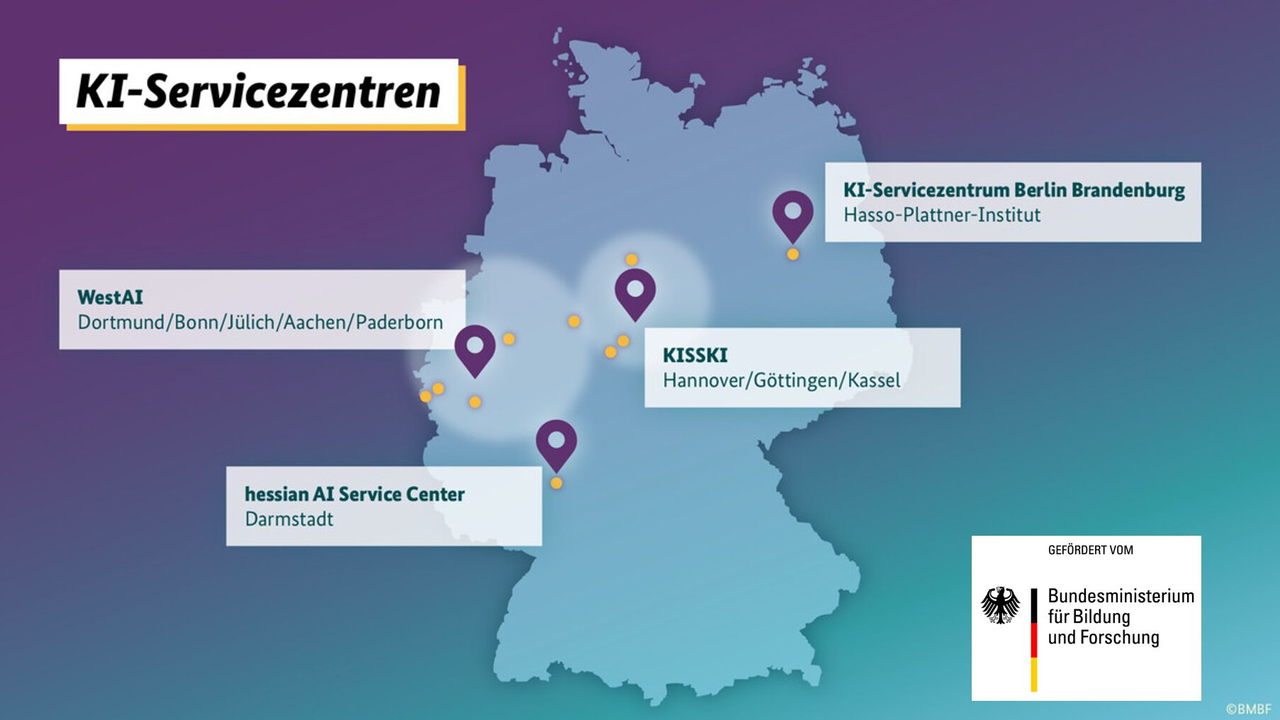 KI-Servicezentren
KI-Servicezentrum Berlin Brandenburg
Hasso-Plattner-Institut
WestAI
Dortmund/Bonn/Jülich/Aachen/Paderborn
KISSKI
Hannover/Göttingen/Kassel
hessian AI Service Center
Darmstadt
GEFÖRDERT VOM
Bundesministerium
für Bildung
und Forschung
©BMBF